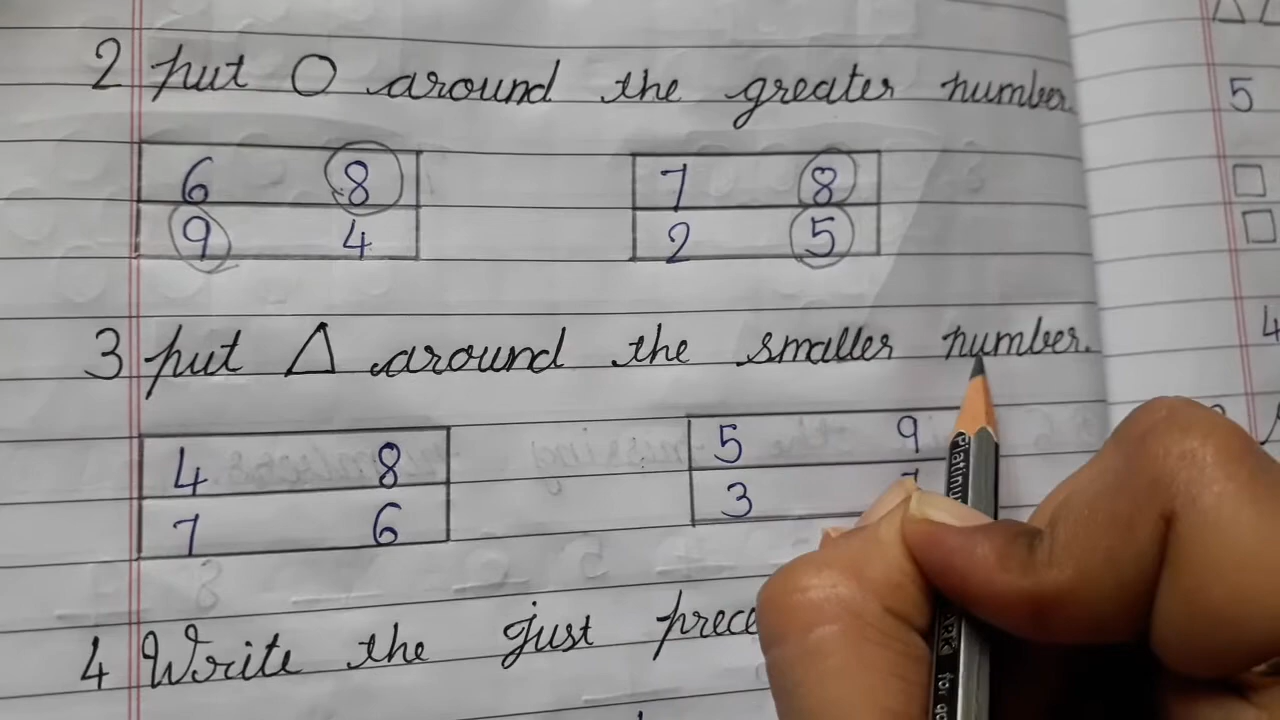 2 put O around the greater number.
6 8 7 8
9 4 2 5
3 put △ around the smaller number.
4 8 5 9
7 6 3
4 Write the just
5
4
Platinum